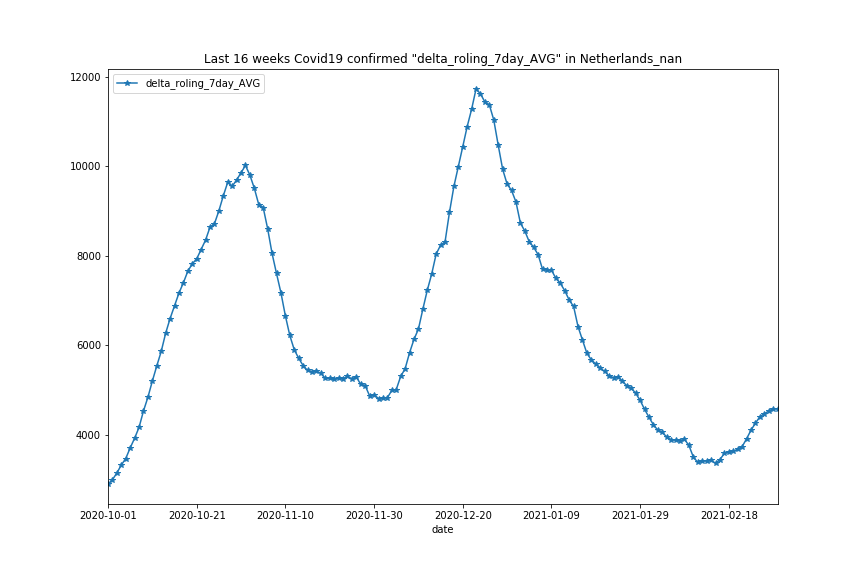 Last 16 weeks Covid19 confirmed "delta_roling_7day_AVG" in Netherlands_nan
delta_roling_7day_AVG
12000
10000
8000
6000
4000
2020-10-01 2020-10-21 2020-11-10 2020-11-30 2020-12-20 2021-01-09 2021-01-29 2021-02-18
date